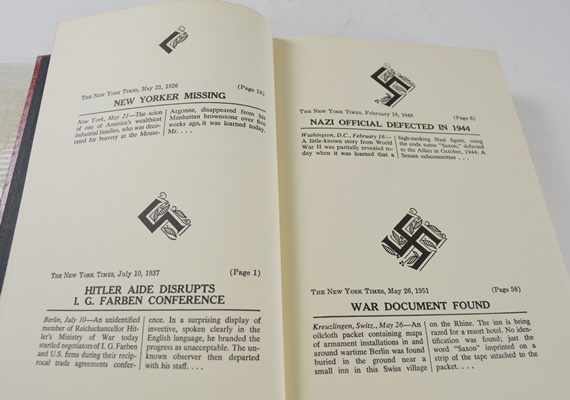 THE NEW YORK TIMES, May 21, 1926 (Page 13)
NEW YORKER MISSING
New York, May 21—The scion
of one of America's wealthiest
industrial families, who was deco-
rated for bravery at the Meuse-
Argonne, disappeared from his
Manhattan brownstone over five
weeks ago, it was learned today.
Mr. . . .
THE NEW YORK TIMES, July 10, 1937 (Page 1)
HITLER AIDE DISRUPTS
I. G. FARBEN CONFERENCE
Berlin, July 10—An unidentified
member of Reichschancellor Hit-
ler's Ministry of War today
startled negotiators of I. G. Farben
and U.S. firms during their recip-
rocal trade agreements confer-
ence. In a surprising display of
invective, spoken clearly in the
English language, he branded the
progress as unacceptable. The un-
known observer then departed
with his staff. . . .
THE NEW YORK TIMES, February 18, 1948 (Page 6)
NAZI OFFICIAL DEFECTED IN 1944
Washington, D.C., February 18—
A little-known story from World
War II was partially revealed to-
day when it was learned that a
high-ranking Nazi figure, using
the code name "Saxon," defected
to the Allies in October, 1944. A
Senate subcommittee . . .
THE NEW YORK TIMES, May 26, 1951 (Page 58)
WAR DOCUMENT FOUND
Kreuzlingen, Switz., May 26—An
oilcloth packet containing maps
of armament installations in and
around wartime Berlin was found
buried in the ground near a
small inn in this Swiss village
on the Rhine. The inn is being
razed for a resort hotel. No iden-
tification was found; just the
word "Saxon" imprinted on a
strip of the tape attached to the
packet. . . .